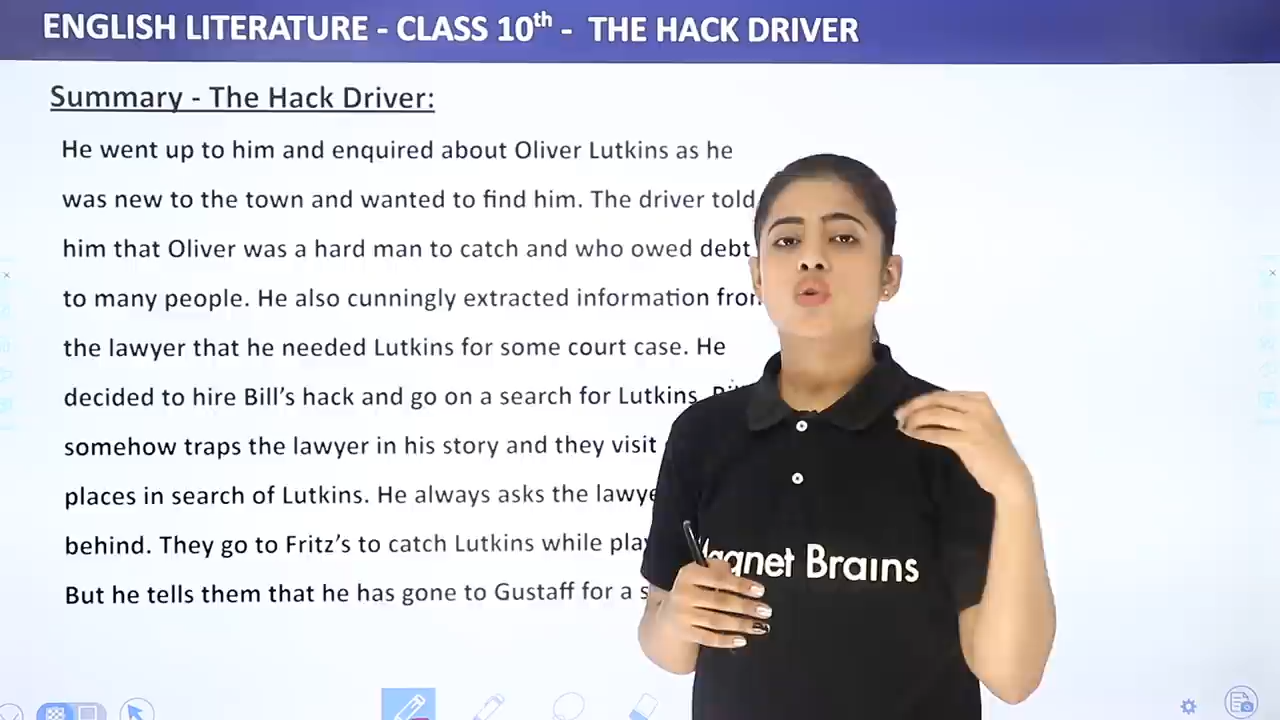 ENGLISH LITERATURE - CLASS 10th - THE HACK DRIVER
Summary - The Hack Driver:
He went up to him and enquired about Oliver Lutkins as he
was new to the town and wanted to find him. The driver told
him that Oliver was a hard man to catch and who owed debt
to many people. He also cunningly extracted information from
the lawyer that he needed Lutkins for some court case. He
decided to hire Bill's hack and go on a search for Lutkins.
somehow traps the lawyer in his story and they visit
places in search of Lutkins. He always asks the
behind. They go to Fritz's to catch Lutkins while
But he tells them that he has gone to Gustaff for a
Magnet Brains